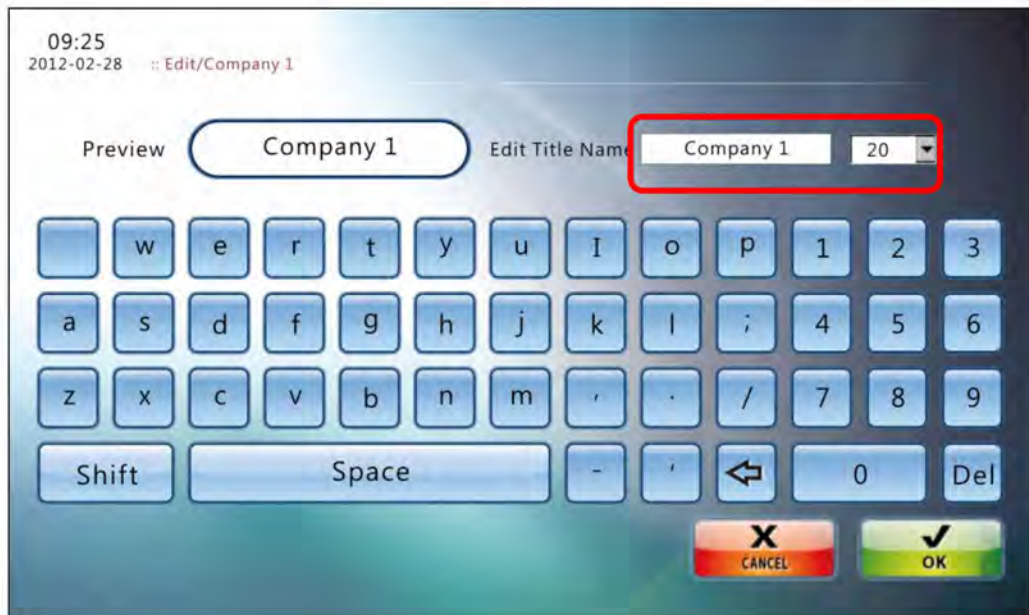 09:25
2012-02-28 :: Edit/Company 1
Preview Company 1 Edit Title Name Company 1 20
w e r t y u I o p 1 2 3
a s d f g h j k l ; 4 5 6
z x c v b n m , . / 7 8 9
Shift Space - ' 0 Del
X ✓
CANCEL OK